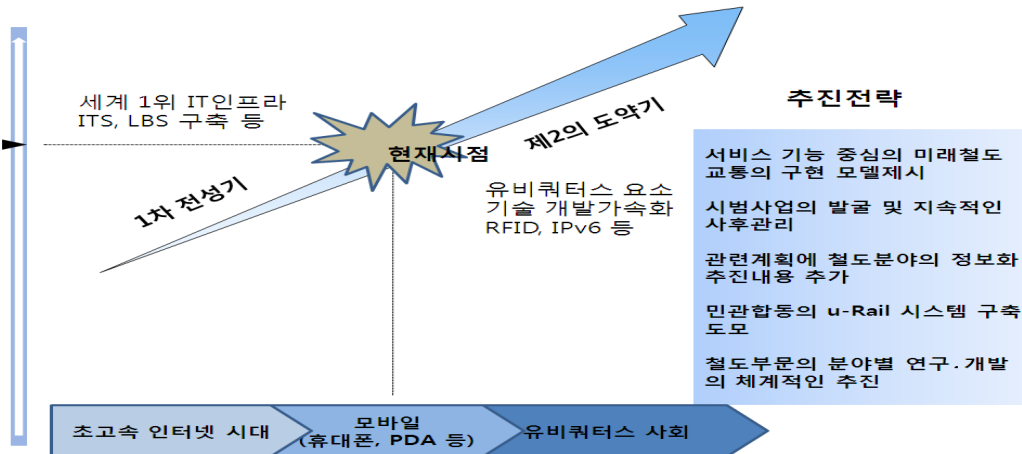 세계 1위 IT인프라
ITS, LBS 구축 등
현재시점
1차 전성기
제2의 도약기
유비쿼터스 요소
기술 개발가속화
RFID, IPv6 등
추진전략
서비스 기능 중심의 미래철도
교통의 구현 모델제시
시범사업의 발굴 및 지속적인
사후관리
관련계획에 철도분야의 정보화
추진내용 추가
민관합동의 u-Rail 시스템 구축
도모
철도부문의 분야별 연구·개발
의 체계적인 추진
초고속 인터넷 시대
모바일
(휴대폰, PDA 등)
유비쿼터스 사회